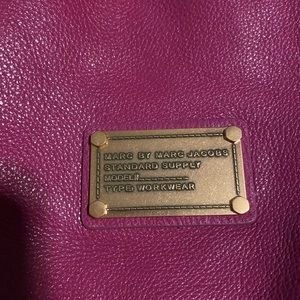 MARC BY MARC JACOBS
STANDARD SUPPLY
MODEL#..............
TYPE: WORKWEAR